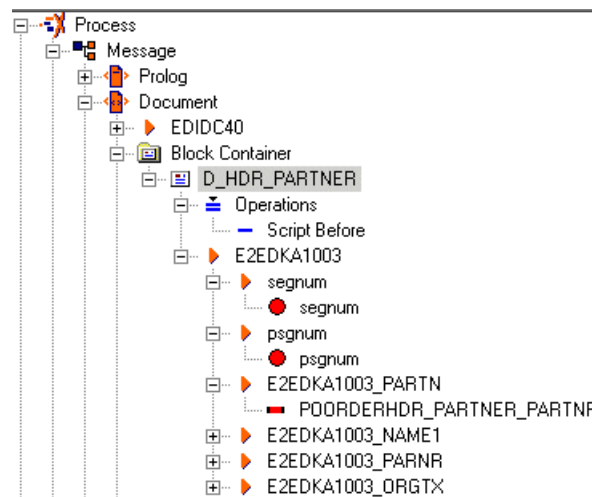 Process
Message
Prolog
Document
EDIDC40
Block Container
D_HDR_PARTNER
Operations
Script Before
E2EDKA1003
segnum
segnum
psgnum
psgnum
E2EDKA1003_PARTN
POORDERHDR_PARTNER_PARTNR
E2EDKA1003_NAME1
E2EDKA1003_PARNR
E2EDKA1003_ORGTX